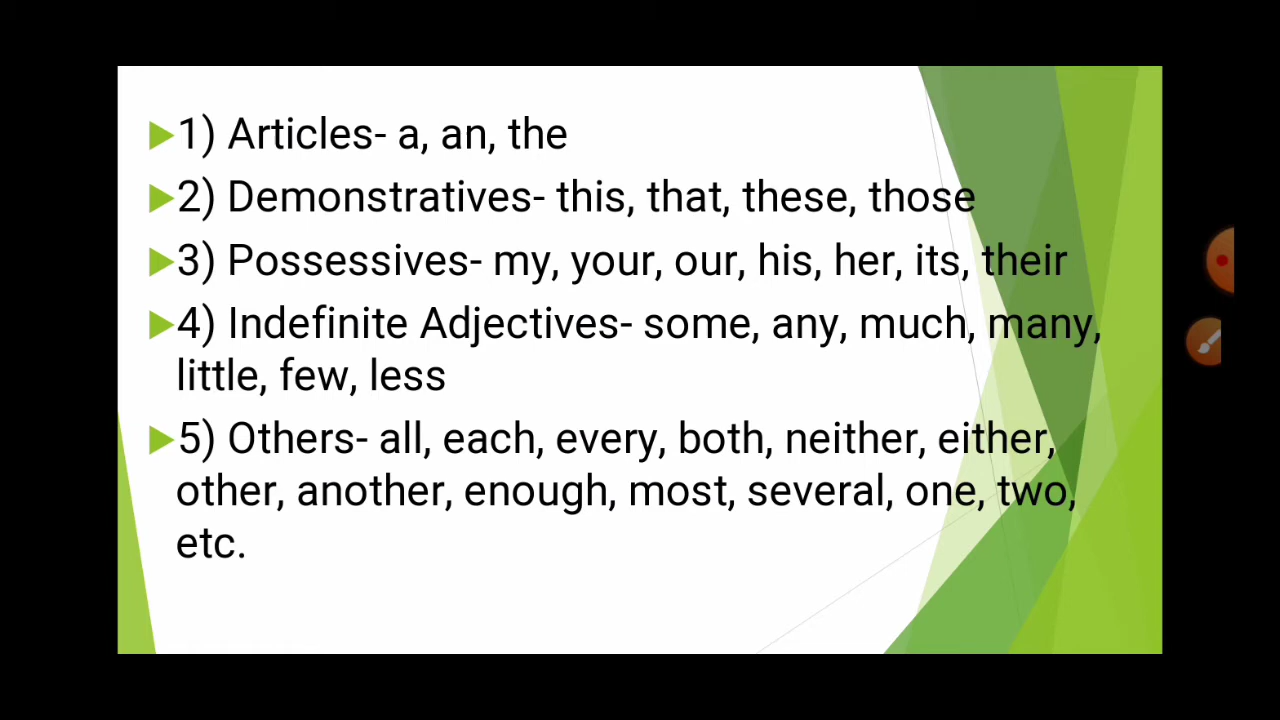 1) Articles- a, an, the
2) Demonstratives- this, that, these, those
3) Possessives- my, your, our, his, her, its, their
4) Indefinite Adjectives- some, any, much, many,
little, few, less
5) Others- all, each, every, both, neither, either,
other, another, enough, most, several, one, two,
etc.